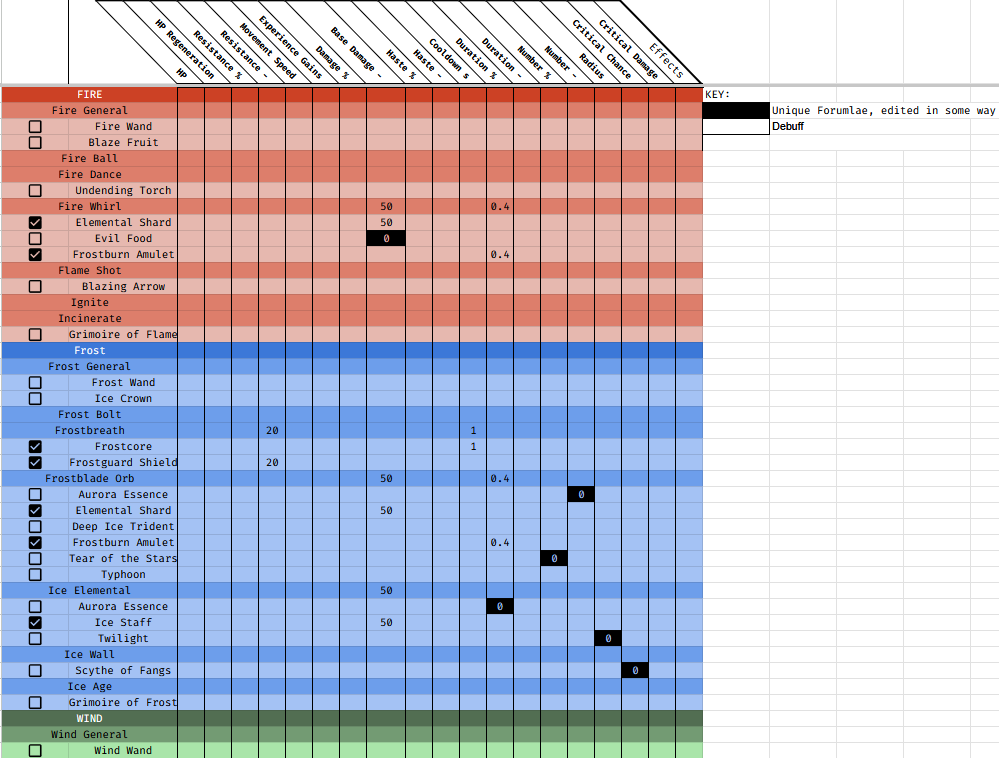 HP
HP Regeneration
Resistance %
Resistance -
Movement Speed
Experience Gains
Damage %
Base Damage -
Haste %
Haste -
Cooldown s
Duration %
Duration -
Number %
Number -
Radius
Critical Chance
Critical Damage
Effects
FIRE KEY:
Fire General Unique Forumlae, edited in some way
Fire Wand Debuff
Blaze Fruit
Fire Ball
Fire Dance
Undending Torch
Fire Whirl 50 0.4
Elemental Shard 50
Evil Food 0
Frostburn Amulet 0.4
Flame Shot
Blazing Arrow
Ignite
Incinerate
Grimoire of Flame
Frost
Frost General
Frost Wand
Ice Crown
Frost Bolt
Frostbreath 20 1
Frostcore 1
Frostguard Shield 20
Frostblade Orb 50 0.4
Aurora Essence 0
Elemental Shard 50
Deep Ice Trident
Frostburn Amulet 0.4
Tear of the Stars 0
Typhoon
Ice Elemental 50
Aurora Essence 0
Ice Staff 50
Twilight 0
Ice Wall
Scythe of Fangs 0
Ice Age
Grimoire of Frost
WIND
Wind General
Wind Wand